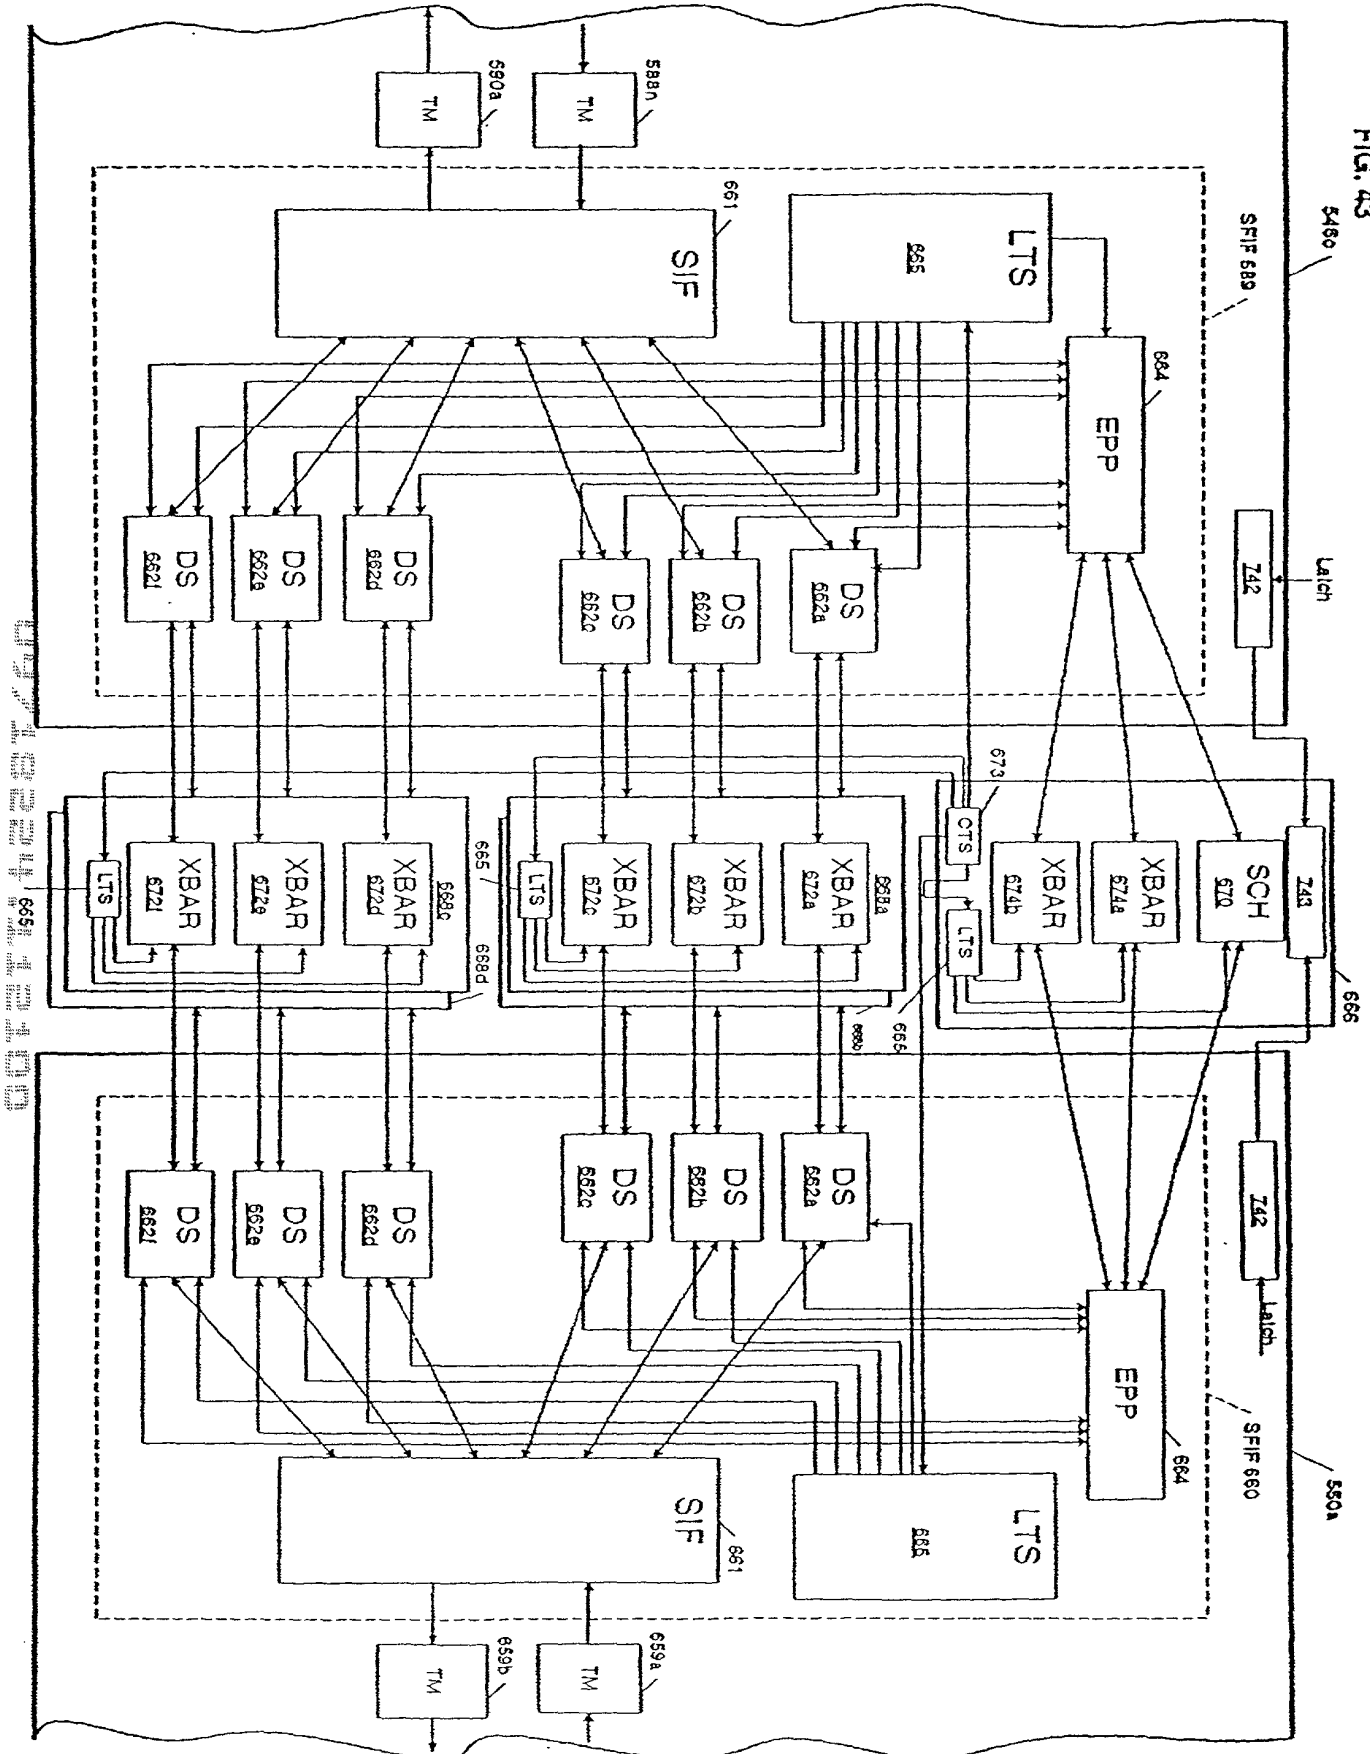 FIG. 43
5460
SFIF 689
588n
TM
590a
TM
661
SIF
LTS
665
664
EPP
742
Latch
DS
662a
DS
662b
DS
662c
DS
662d
DS
662e
DS
662f
666
743
SCH
670
XBAR
674a
XBAR
674b
673
CTS
LTS
665
668a
668b
XBAR
672a
XBAR
672b
XBAR
672c
LTS
665
668c
668d
XBAR
672d
XBAR
672e
XBAR
672f
LTS
665
550a
SFIF 660
742
Latch
EPP
664
DS
662a
DS
662b
DS
662c
DS
662d
DS
662e
DS
662f
LTS
SIF
661
TM
659a
TM
659b